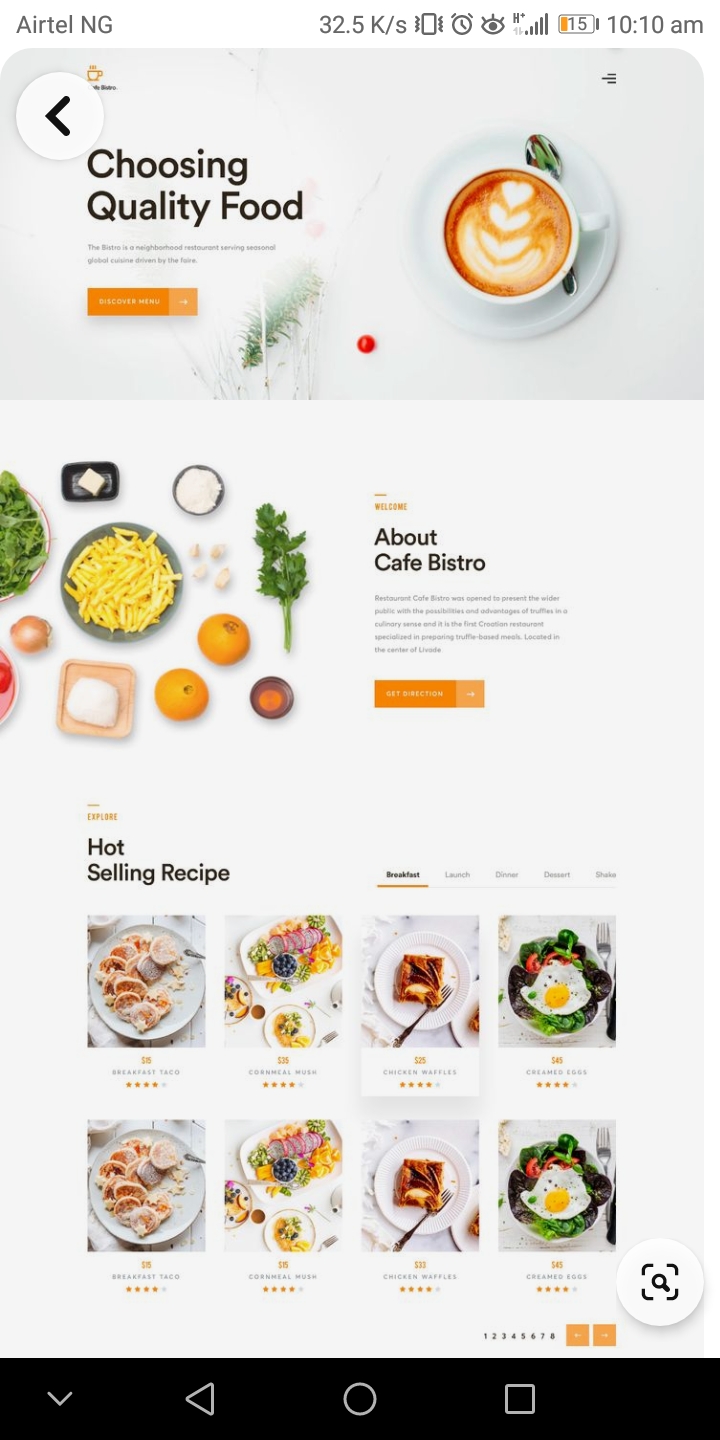 Airtel NG
32.5 K/s
15
10:10 am
Choosing
Quality Food
The Bistro is a neighborhood restaurant serving seasonal
global cuisine driven by the faire.
DISCOVER MENU
WELCOME
About
Cafe Bistro
Restaurant Cafe Bistro was opened to present the wider
public with the possibilities and advantages of truffles in a
culinary sense and it is the first Croatian restaurant
specialized in preparing truffle-based meals. Located in
the center of Livade
GET DIRECTION
EXPLORE
Hot
Selling Recipe
Breakfast Launch Dinner Dessert Shake
$15 $35 $25 $45
BREAKFAST TACO CORNMEAL MUSH CHICKEN WAFFLES CREAMED EGGS
$15 $15 $33 $45
BREAKFAST TACO CORNMEAL MUSH CHICKEN WAFFLES CREAMED EGGS
1 2 3 4 5 6 7 8